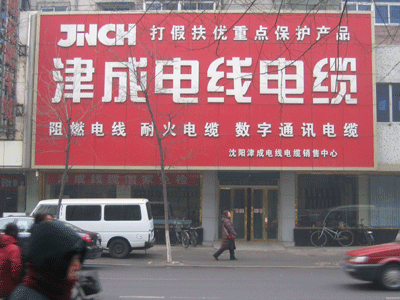 JINCH 打假扶优重点保护产品
津成电线电缆
阻燃电线 耐火电缆 数字通讯电缆
沈阳津成电线电缆销售中心